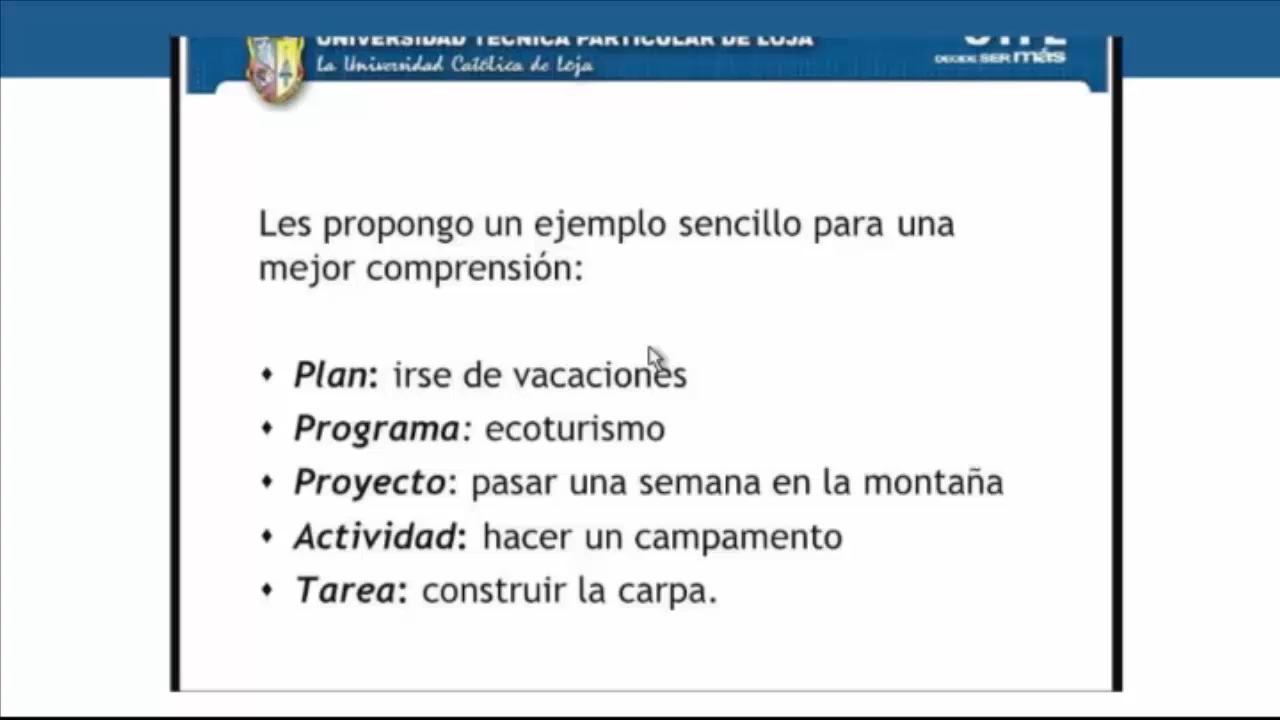 UNIVERSIDAD TÉCNICA PARTICULAR DE LOJA
La Universidad Católica de Loja
UTPL
DECIDE SER más
Les propongo un ejemplo sencillo para una
mejor comprensión:
• Plan: irse de vacaciones
• Programa: ecoturismo
• Proyecto: pasar una semana en la montaña
• Actividad: hacer un campamento
• Tarea: construir la carpa.